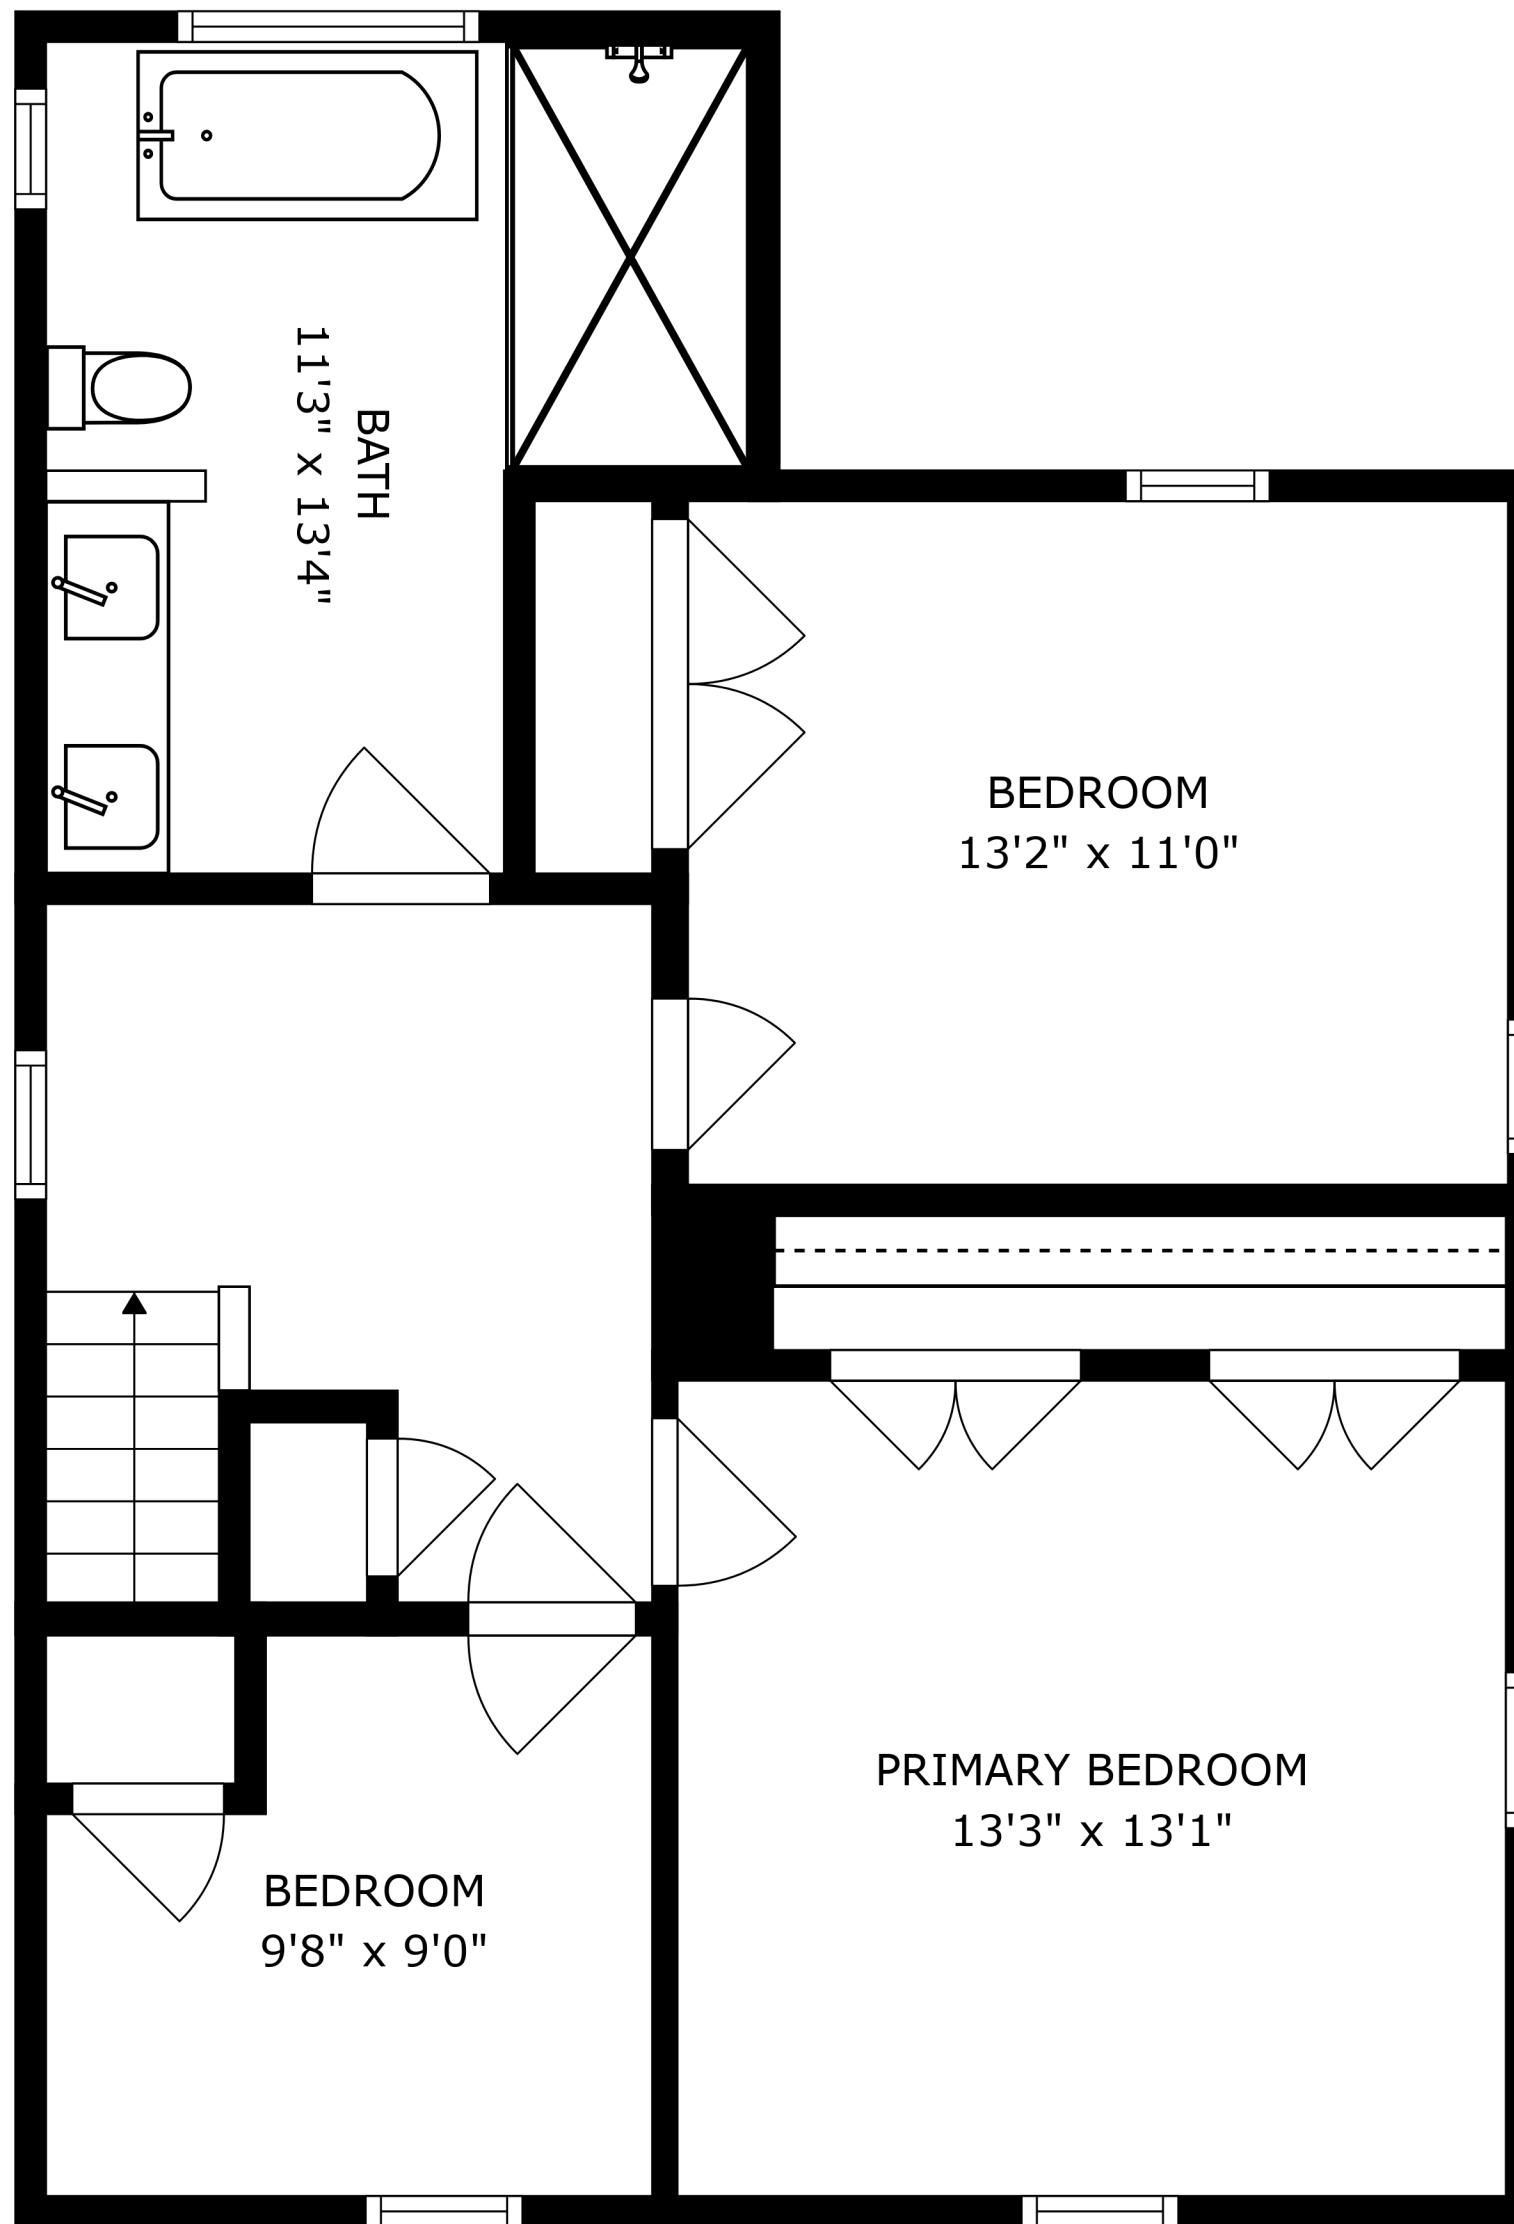 BATH
11'3" x 13'4"
BEDROOM
13'2" x 11'0"
PRIMARY BEDROOM
13'3" x 13'1"
BEDROOM
9'8" x 9'0"